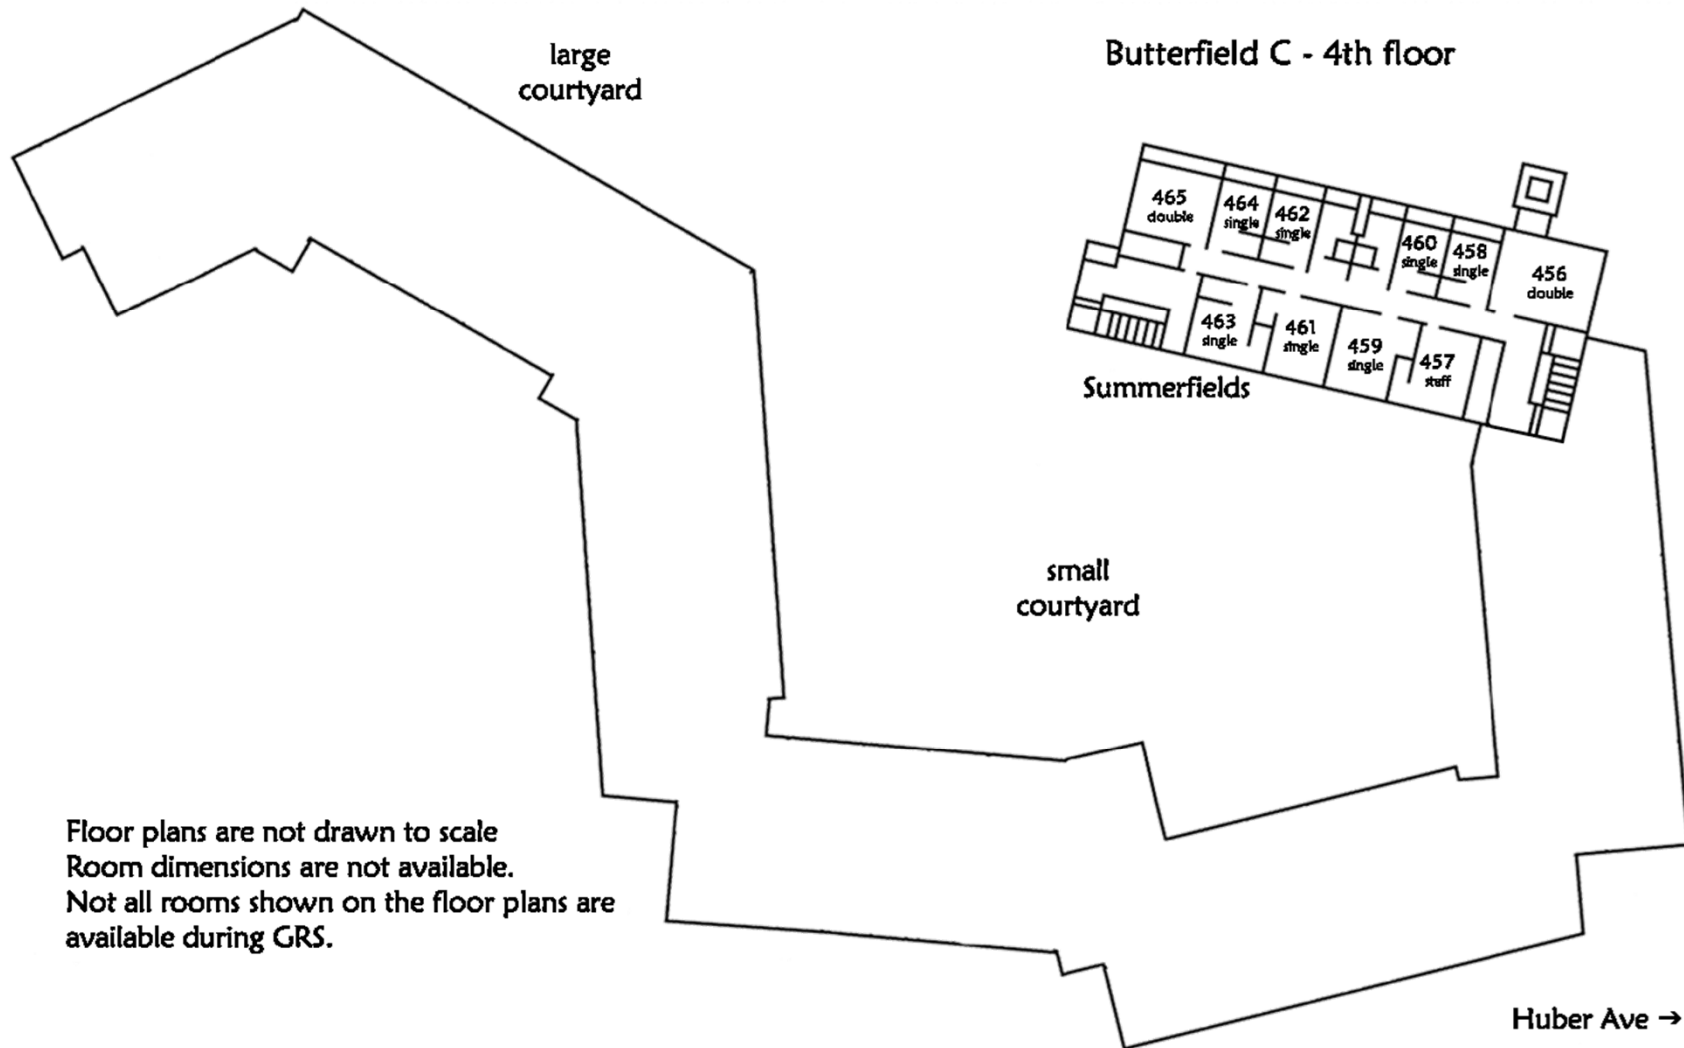 large
courtyard
Butterfield C - 4th floor
465
double
464
single
462
single
460
single
458
single
456
double
463
single
461
single
459
single
457
staff
Summerfields
small
courtyard
Floor plans are not drawn to scale
Room dimensions are not available.
Not all rooms shown on the floor plans are
available during GRS.
Huber Ave →